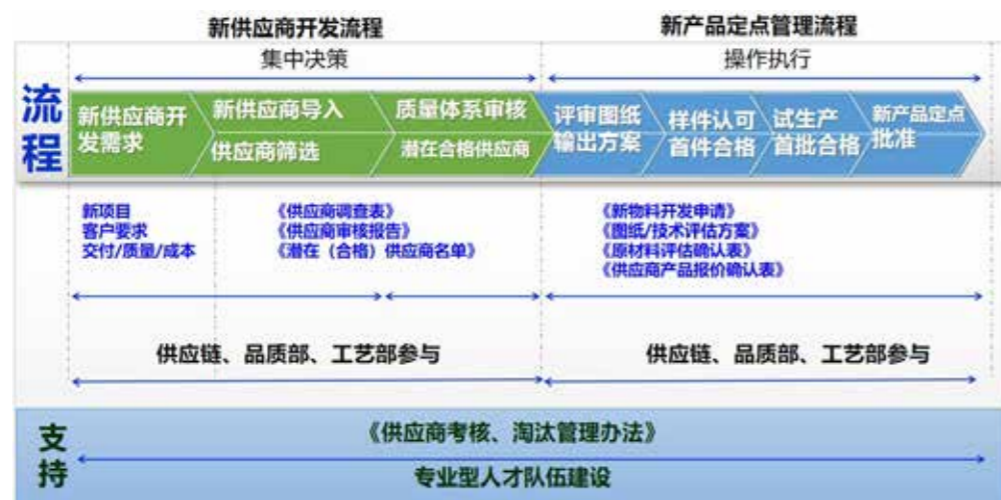 新供应商开发流程
新产品定点管理流程
集中决策
操作执行
流程
新供应商开
发需求
新供应商导入
供应商筛选
质量体系审核
潜在合格供应商
评审图纸
输出方案
样件认可
首件合格
试生产
首批合格
新产品定点
批准
新项目
客户要求
交付/质量/成本
《供应商调查表》
《供应商审核报告》
《潜在（合格）供应商名单》
《新物料开发申请》
《图纸/技术评估方案》
《原材料评估确认表》
《供应商产品报价确认表》
供应链、品质部、工艺部参与
供应链、品质部、工艺部参与
支持
《供应商考核、淘汰管理办法》
专业型人才队伍建设